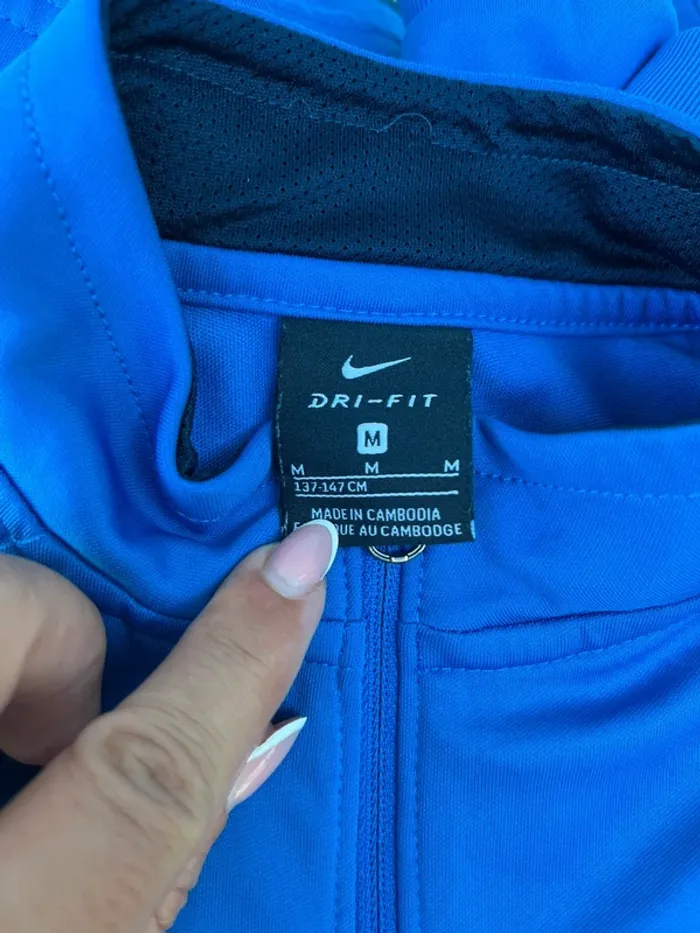 DRI-FIT
M
M M M
137-147 CM
MADE IN CAMBODIA
AU CAMBODGE